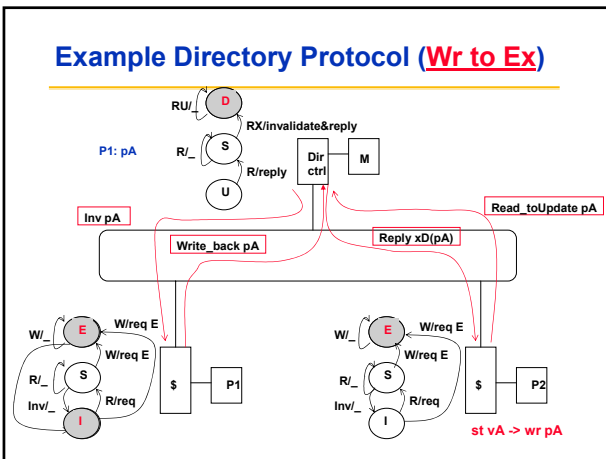 Example Directory Protocol (Wr to Ex)
D
RU/_
RX/invalidate&reply
P1: pA
R/_
S
Dir
ctrl
M
R/reply
U
Read_toUpdate pA
Inv pA
Write_back pA
Reply xD(pA)
W/_
E
W/req E
W/req E
R/_
S
Inv/_
R/req
I
$
P1
W/_
E
W/req E
W/req E
R/_
S
Inv/_
R/req
I
$
P2
st vA -> wr pA